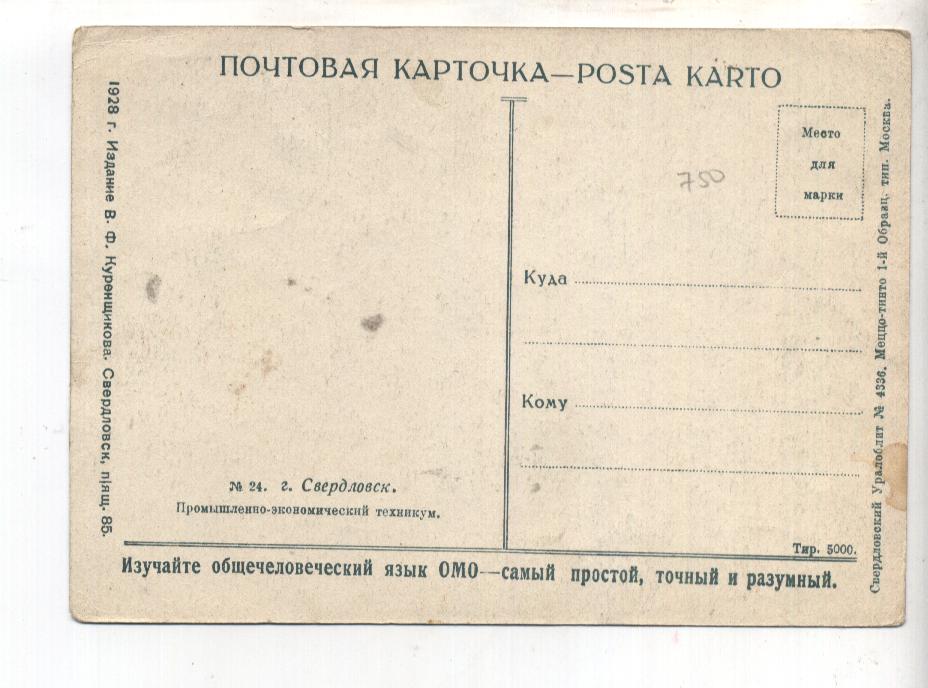 ПОЧТОВАЯ КАРТОЧКА—POSTA KARTO
1928 г. Издание В. Ф. Куренщикова. Свердловск, п|ящ. 85.
750
Место
для
марки
Куда
Кому
№ 24. г. Свердловск.
Промышленно-экономический техникум.
Тир. 5000.
Изучайте общечеловеческий язык ОМО—самый простой, точный и разумный.
Свердловский Уралоблит № 4336. Меццо-тинто 1-й Образц. тип. Москва.